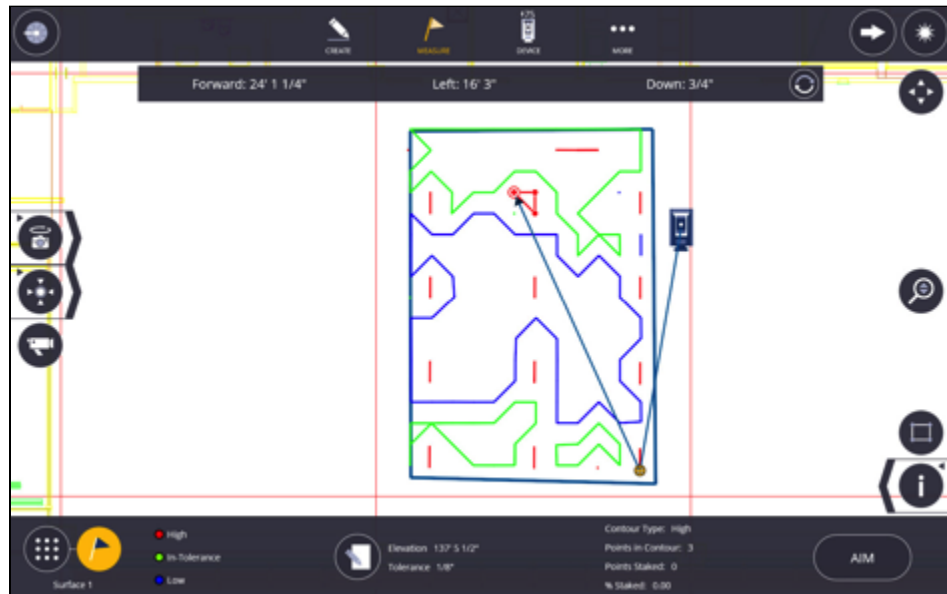 +75
CREATE
MEASURE
DEVICE
MORE
Forward: 24' 1 1/4" Left: 16' 3" Down: 3/4"
High
In-Tolerance
Low
Surface 1
Elevation 137' 5 1/2"
Tolerance 1/8"
Contour Type: High
Points in Contour: 3
Points Staked: 0
% Staked: 0.00
AIM